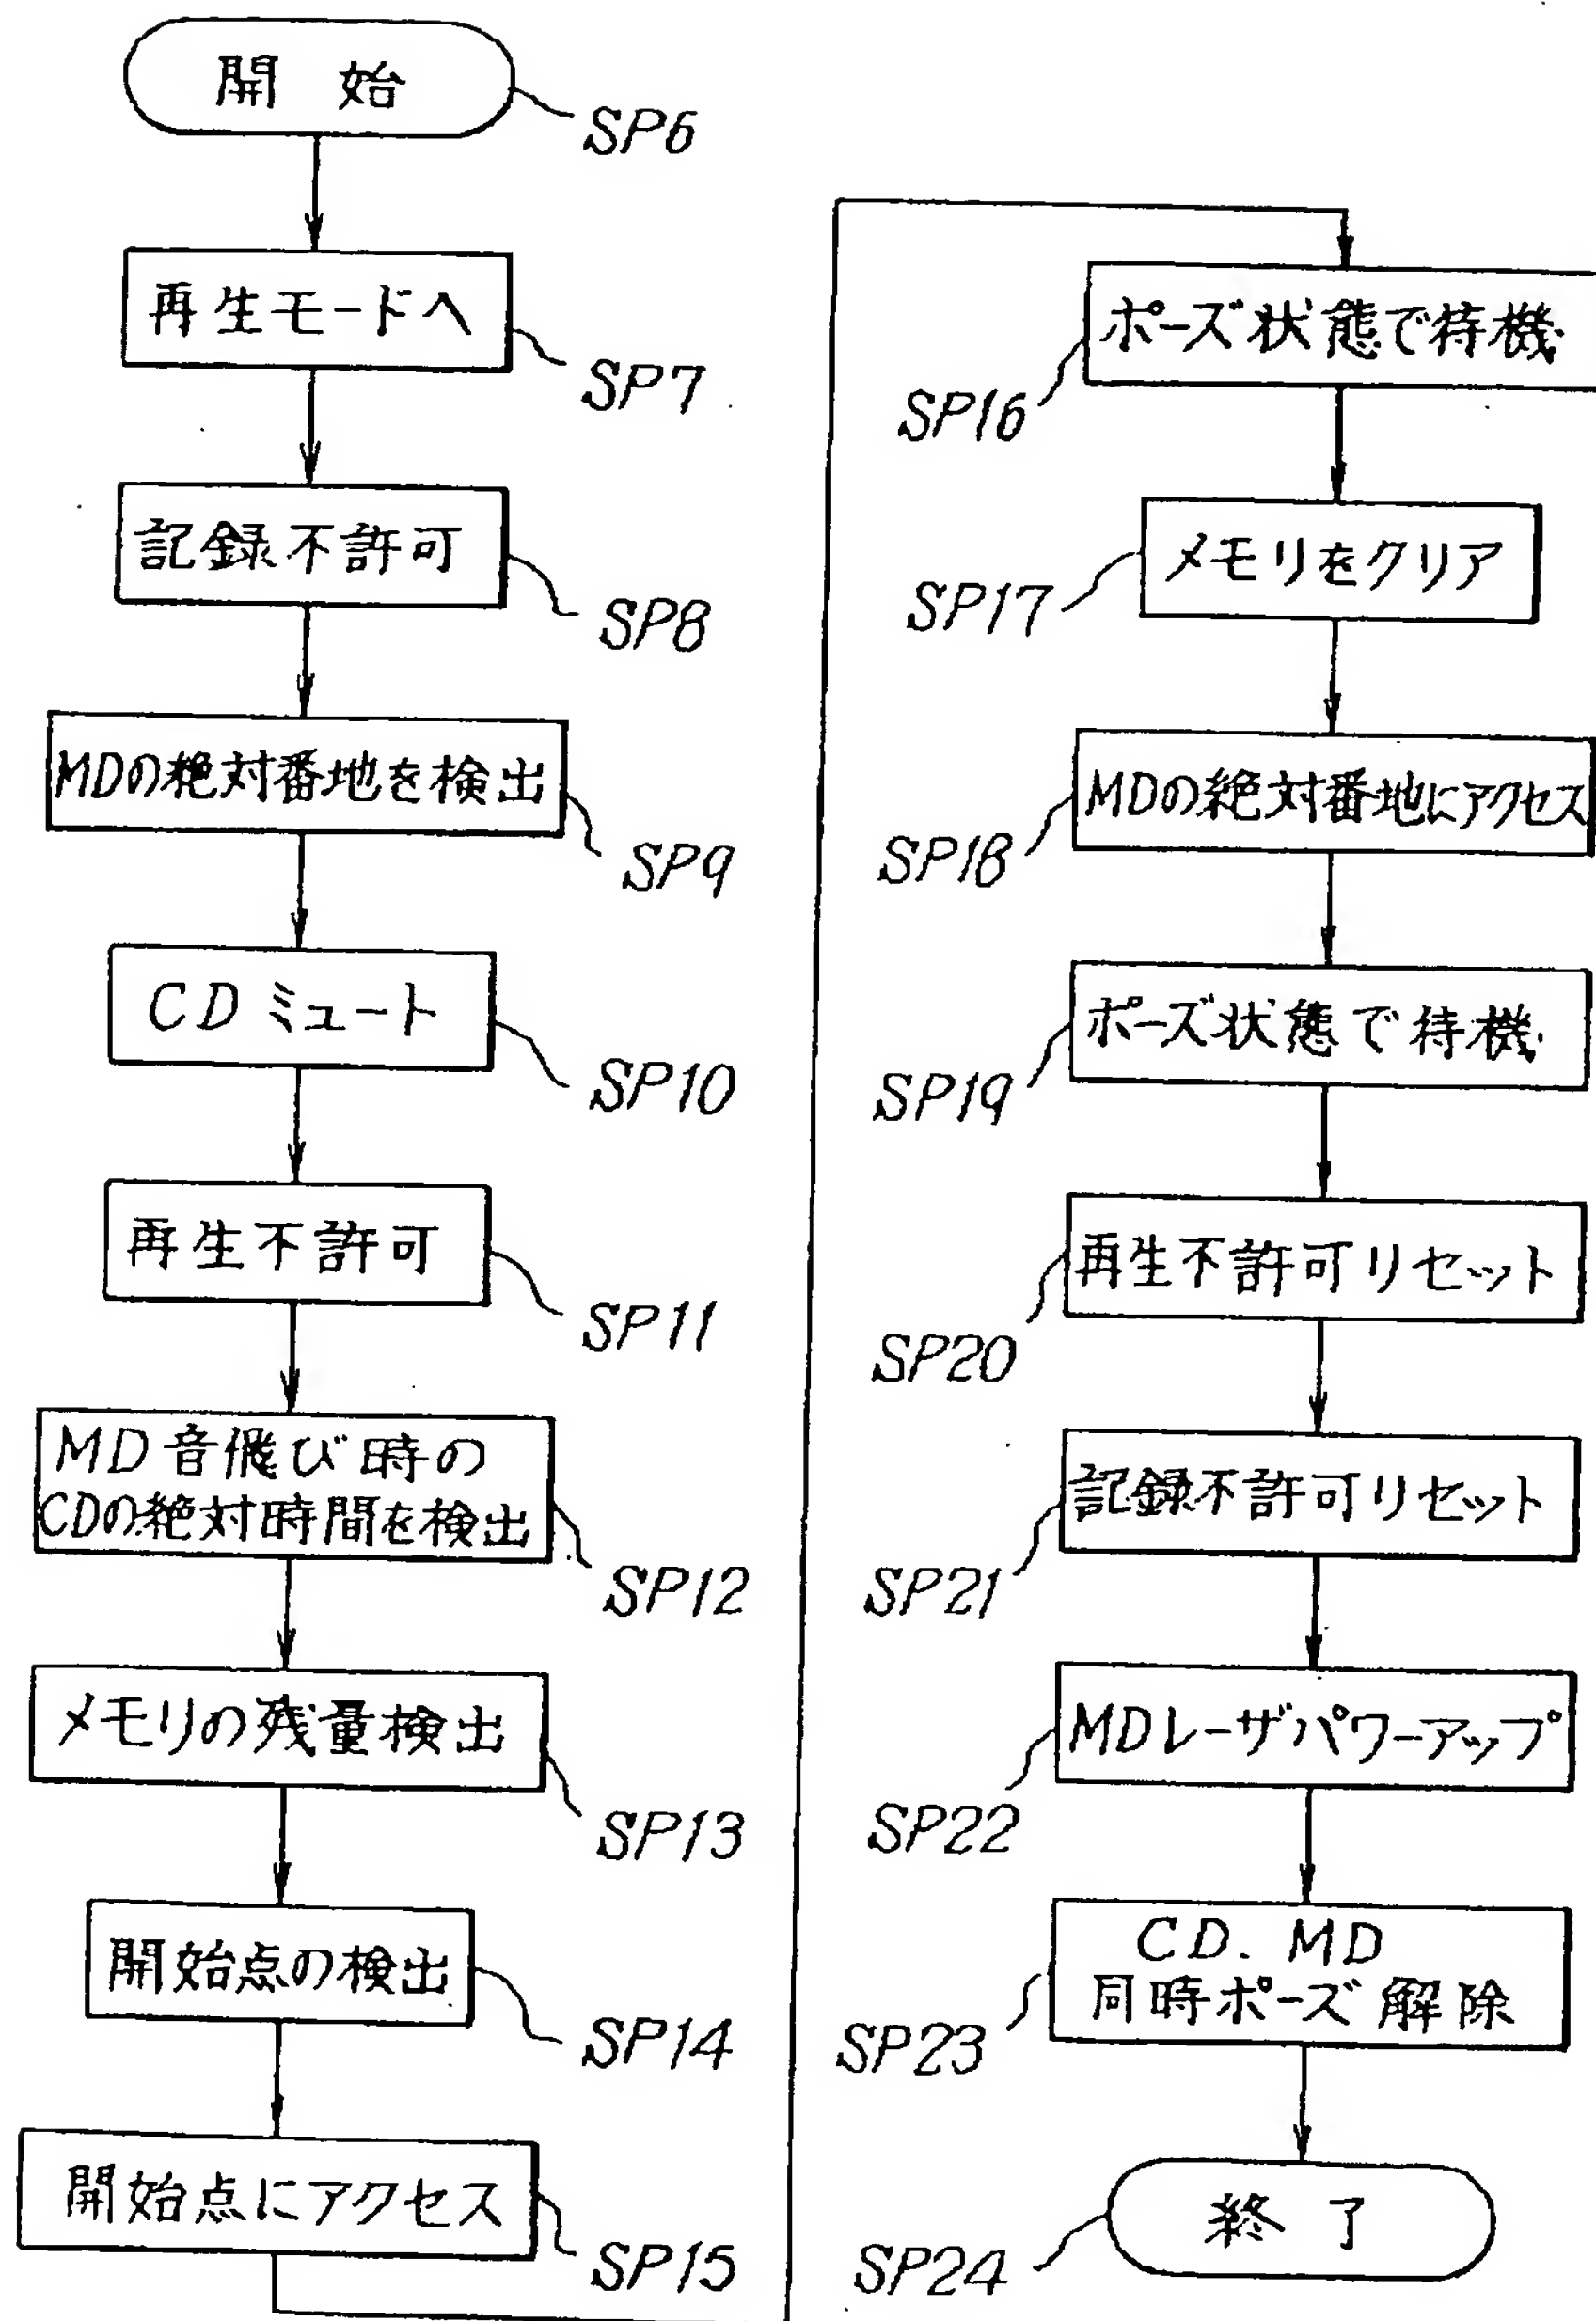 開始
SP6
再生モードへ
SP7
記録不許可
SP8
MDの絶対番地を検出
SP9
CDミュート
SP10
再生不許可
SP11
MD音飛び時の
CDの絶対時間を検出
SP12
メモリの残量検出
SP13
開始点の検出
SP14
開始点にアクセス
SP15
ポーズ状態で待機
SP16
メモリをクリア
SP17
MDの絶対番地にアクセス
SP18
ポーズ状態で待機
SP19
再生不許可リセット
SP20
記録不許可リセット
SP21
MDレーザパワーアップ
SP22
CD、MD
同時ポーズ解除
SP23
終了
SP24